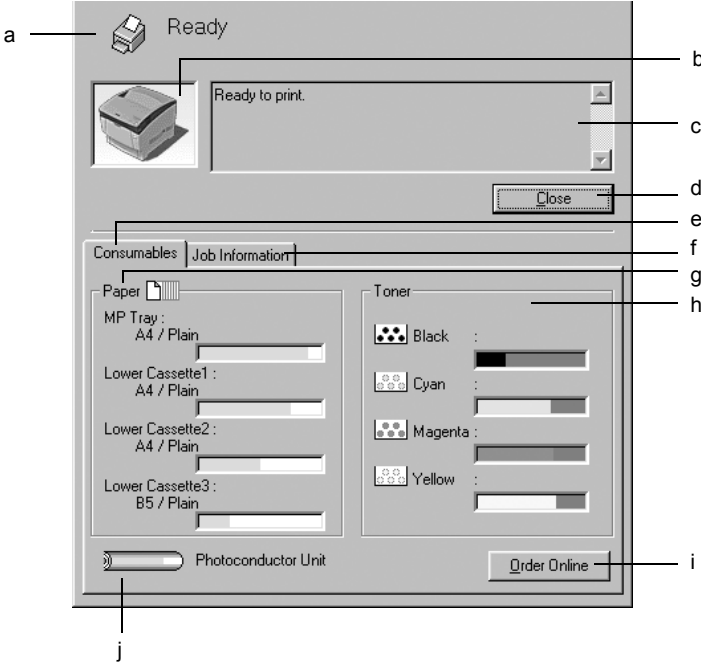 a
Ready
b
Ready to print.
c
Close
d
e
Consumables
Job Information
f
g
Paper
Toner
h
MP Tray :
A4 / Plain
Black :
Lower Cassette1 :
A4 / Plain
Cyan :
Lower Cassette2 :
A4 / Plain
Magenta :
Lower Cassette3 :
B5 / Plain
Yellow :
Photoconductor Unit
Order Online
i
j